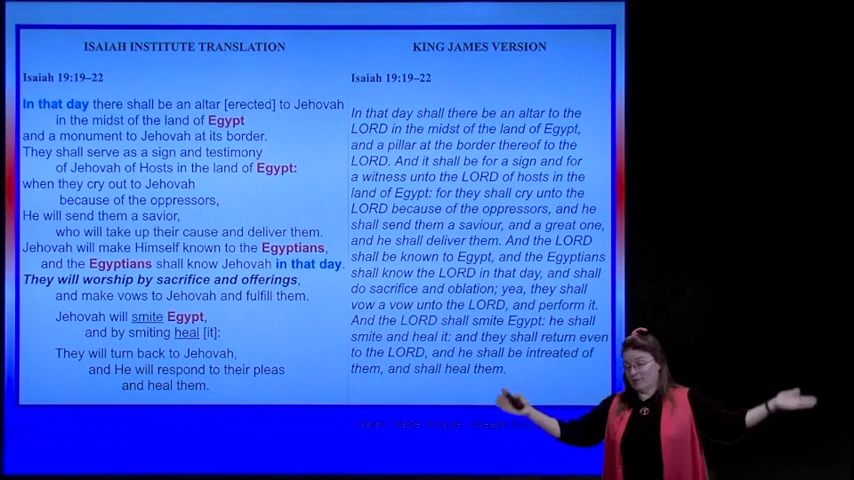 ISAIAH INSTITUTE TRANSLATION
Isaiah 19:19–22
In that day there shall be an altar [erected] to Jehovah
in the midst of the land of Egypt
and a monument to Jehovah at its border.
They shall serve as a sign and testimony
of Jehovah of Hosts in the land of Egypt:
when they cry out to Jehovah
because of the oppressors,
He will send them a savior,
who will take up their cause and deliver them.
Jehovah will make Himself known to the Egyptians,
and the Egyptians shall know Jehovah in that day.
They will worship by sacrifice and offerings,
and make vows to Jehovah and fulfill them.
Jehovah will smite Egypt,
and by smiting heal [it]:
They will turn back to Jehovah,
and He will respond to their pleas
and heal them.
KING JAMES VERSION
Isaiah 19:19–22
In that day shall there be an altar to the
LORD in the midst of the land of Egypt,
and a pillar at the border thereof to the
LORD. And it shall be for a sign and for
a witness unto the LORD of hosts in the
land of Egypt: for they shall cry unto the
LORD because of the oppressors, and he
shall send them a saviour, and a great one,
and he shall deliver them. And the LORD
shall be known to Egypt, and the Egyptians
shall know the LORD in that day, and shall
do sacrifice and oblation; yea, they shall
vow a vow unto the LORD, and perform it.
And the LORD shall smite Egypt: he shall
smite and heal it: and they shall return even
to the LORD, and he shall be intreated of
them, and shall heal them.